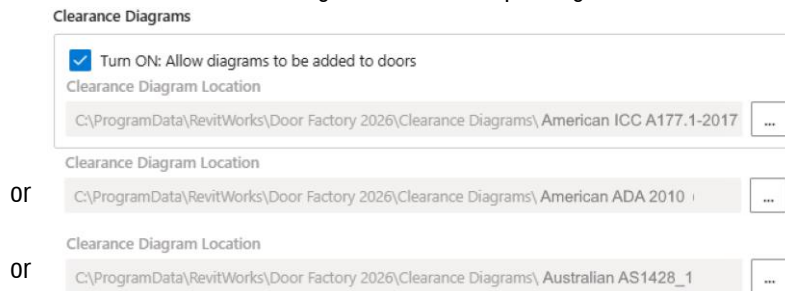 Clearance Diagrams
Turn ON: Allow diagrams to be added to doors
Clearance Diagram Location
C:\ProgramData\RevitWorks\Door Factory 2026\Clearance Diagrams\ American ICC A177.1-2017 ...
Clearance Diagram Location
or C:\ProgramData\RevitWorks\Door Factory 2026\Clearance Diagrams\ American ADA 2010 ...
Clearance Diagram Location
or C:\ProgramData\RevitWorks\Door Factory 2026\Clearance Diagrams\ Australian AS1428_1 ...